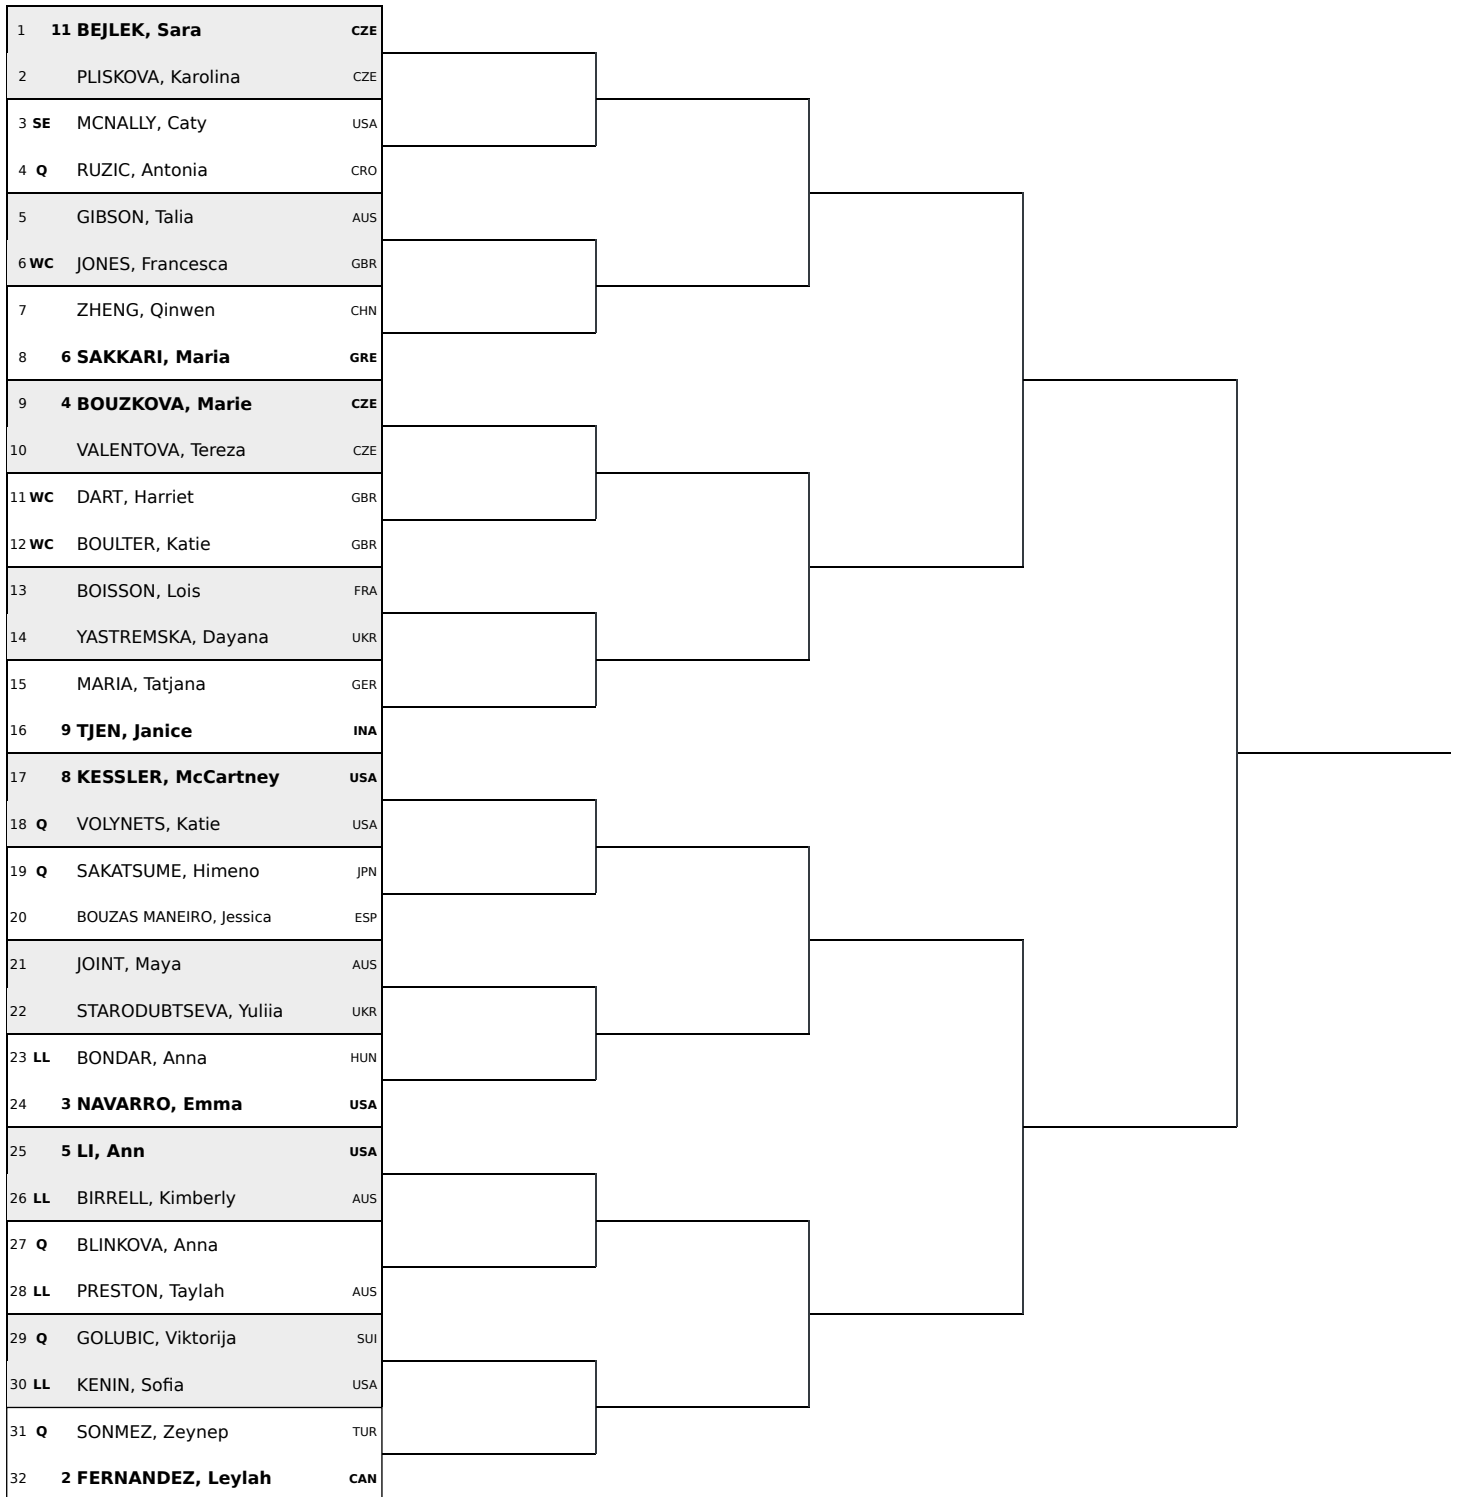 1 11 BEJLEK, Sara CZE
2 PLISKOVA, Karolina CZE
3 SE MCNALLY, Caty USA
4 Q RUZIC, Antonia CRO
5 GIBSON, Talia AUS
6 WC JONES, Francesca GBR
7 ZHENG, Qinwen CHN
8 6 SAKKARI, Maria GRE
9 4 BOUZKOVA, Marie CZE
10 VALENTOVA, Tereza CZE
11 WC DART, Harriet GBR
12 WC BOULTER, Katie GBR
13 BOISSON, Lois FRA
14 YASTREMSKA, Dayana UKR
15 MARIA, Tatjana GER
16 9 TJEN, Janice INA
17 8 KESSLER, McCartney USA
18 Q VOLYNETS, Katie USA
19 Q SAKATSUME, Himeno JPN
20 BOUZAS MANEIRO, Jessica ESP
21 JOINT, Maya AUS
22 STARODUBTSEVA, Yuliia UKR
23 LL BONDAR, Anna HUN
24 3 NAVARRO, Emma USA
25 5 LI, Ann USA
26 LL BIRRELL, Kimberly AUS
27 Q BLINKOVA, Anna
28 LL PRESTON, Taylah AUS
29 Q GOLUBIC, Viktorija SUI
30 LL KENIN, Sofia USA
31 Q SONMEZ, Zeynep TUR
32 2 FERNANDEZ, Leylah CAN